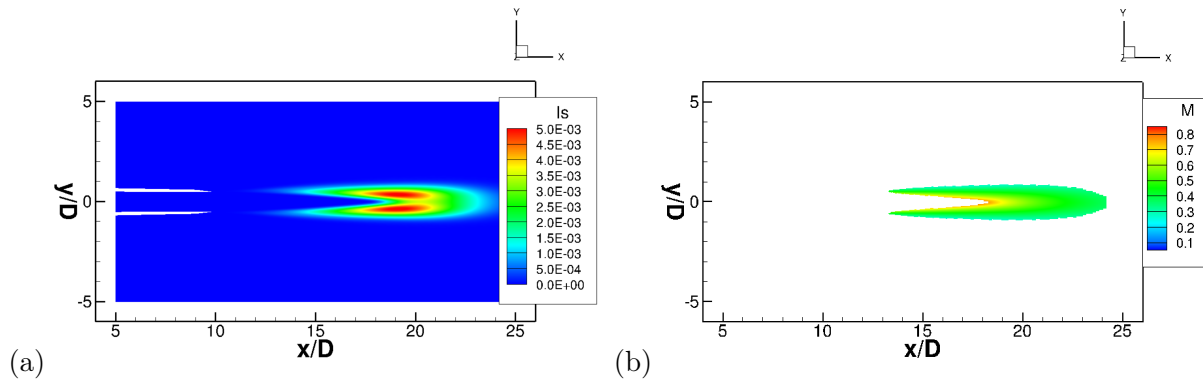 Y
X
Z
5
0
-5
y/D
5
10
15
20
25
x/D
Is
5.0E-03
4.5E-03
4.0E-03
3.5E-03
3.0E-03
2.5E-03
2.0E-03
1.5E-03
1.0E-03
5.0E-04
0.0E+00
(a)
Y
X
Z
5
0
-5
y/D
5
10
15
20
25
x/D
M
0.8
0.7
0.6
0.5
0.4
0.3
0.2
0.1
(b)